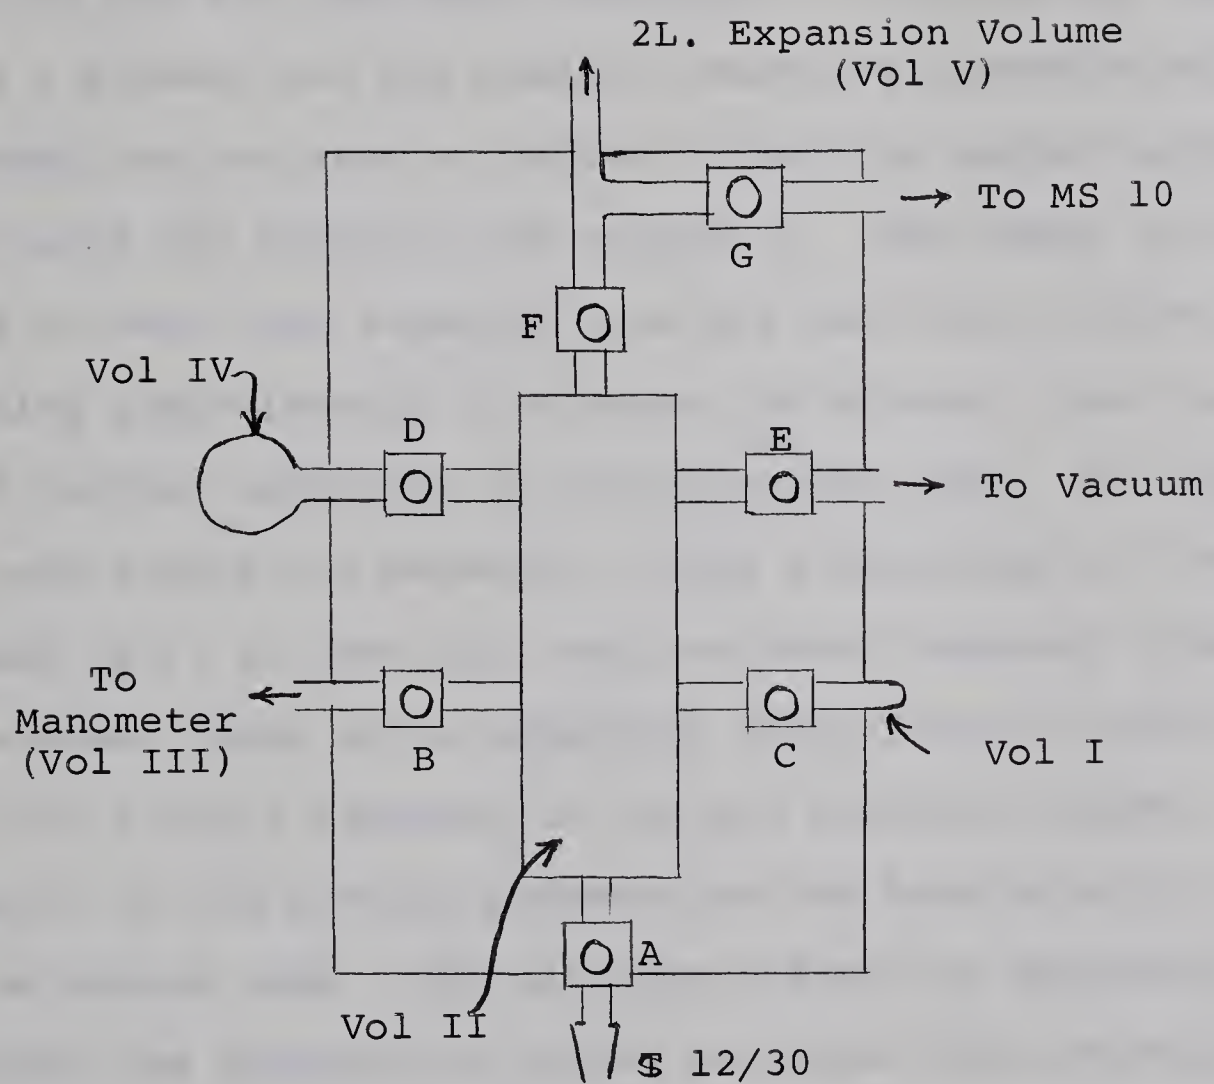 2L. Expansion Volume
(Vol V)
To MS 10
G
F
Vol IV
D
E
To Vacuum
To
Manometer
(Vol III)
B
C
Vol I
A
Vol II
12/30